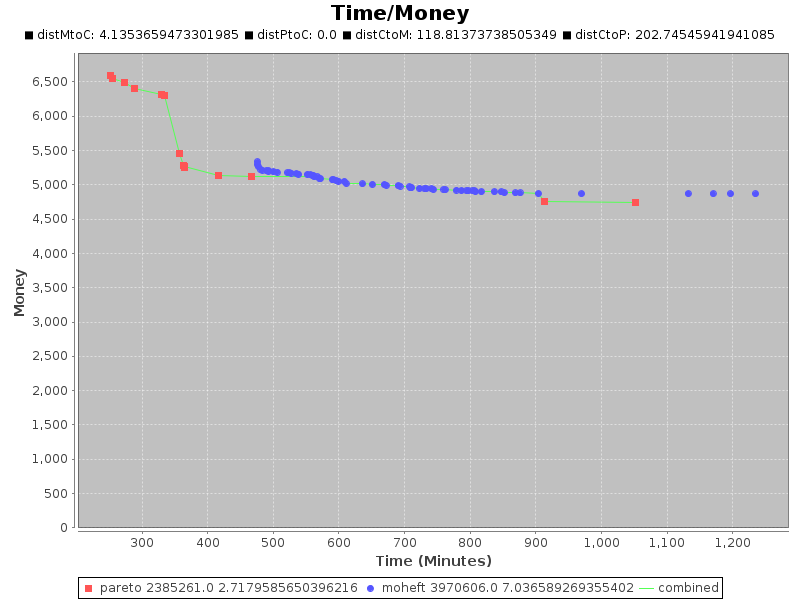 Time/Money
distMtoC: 4.1353659473301985 distPtoC: 0.0 distCtoM: 118.81373738505349 distCtoP: 202.74545941941085
6,500
6,000
5,500
5,000
4,500
4,000
3,500
3,000
2,500
2,000
1,500
1,000
500
0
Money
300 400 500 600 700 800 900 1,000 1,100 1,200
Time (Minutes)
pareto 2385261.0 2.7179585650396216 moheft 3970606.0 7.036589269355402 combined